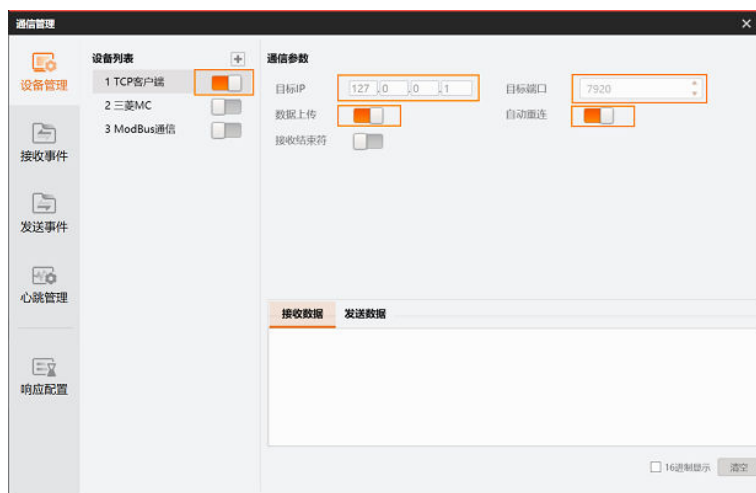 通信管理
设备管理
接收事件
发送事件
心跳管理
响应配置
设备列表
1 TCP客户端
2 三菱MC
3 ModBus通信
通信参数
目标IP 127 .0 .0 .1 目标端口 7920
数据上传 自动重连
接收结束符
接收数据 发送数据
16进制显示 清空